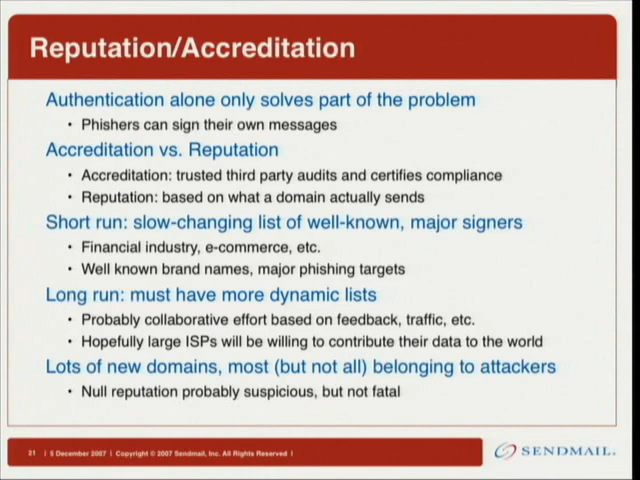 Reputation/Accreditation
Authentication alone only solves part of the problem
• Phishers can sign their own messages
Accreditation vs. Reputation
• Accreditation: trusted third party audits and certifies compliance
• Reputation: based on what a domain actually sends
Short run: slow-changing list of well-known, major signers
• Financial industry, e-commerce, etc.
• Well known brand names, major phishing targets
Long run: must have more dynamic lists
• Probably collaborative effort based on feedback, traffic, etc.
• Hopefully large ISPs will be willing to contribute their data to the world
Lots of new domains, most (but not all) belonging to attackers
• Null reputation probably suspicious, but not fatal
31 | 5 December 2007 | Copyright © 2007 Sendmail, Inc. All Rights Reserved |
SENDMAIL.